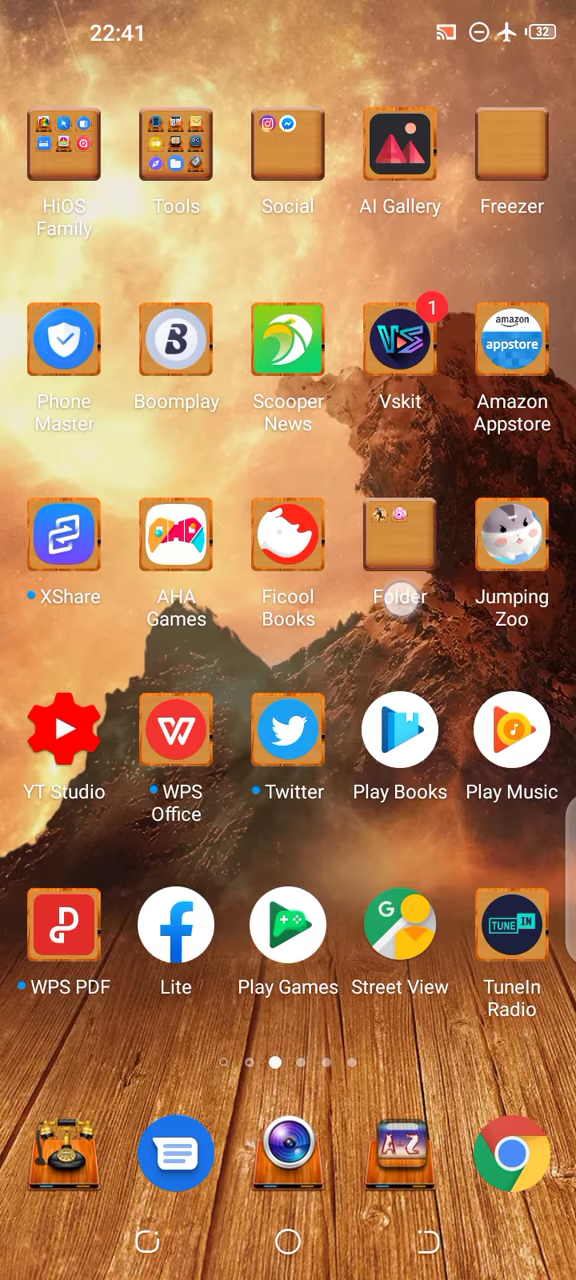 22:41
32
HiOS
Family
Tools
Social
AI Gallery
Freezer
1
VS
amazon
appstore
Phone
Master
Boomplay
Scooper
News
Vskit
Amazon
Appstore
XShare
AHA
Games
Ficool
Books
Folder
Jumping
Zoo
YT Studio
WPS
Office
Twitter
Play Books
Play Music
G
TUNE IN
WPS PDF
Lite
Play Games
Street View
TuneIn
Radio
A-Z